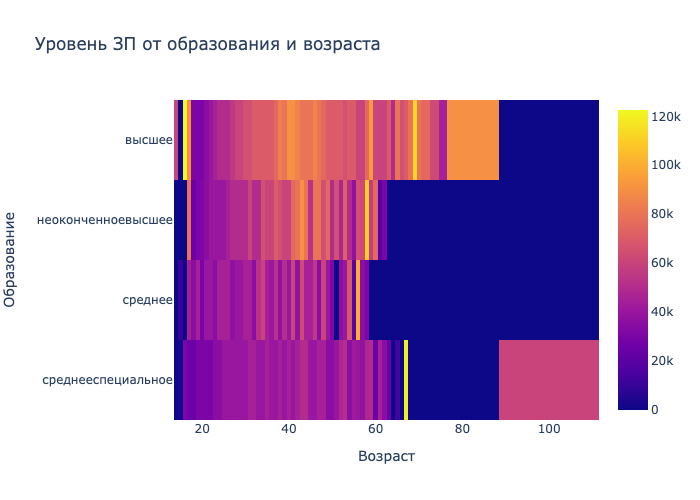 Уровень ЗП от образования и возраста
Образование
высшее
неоконченноевысшее
среднее
среднееспециальное
20 40 60 80 100
Возраст
120k
100k
80k
60k
40k
20k
0